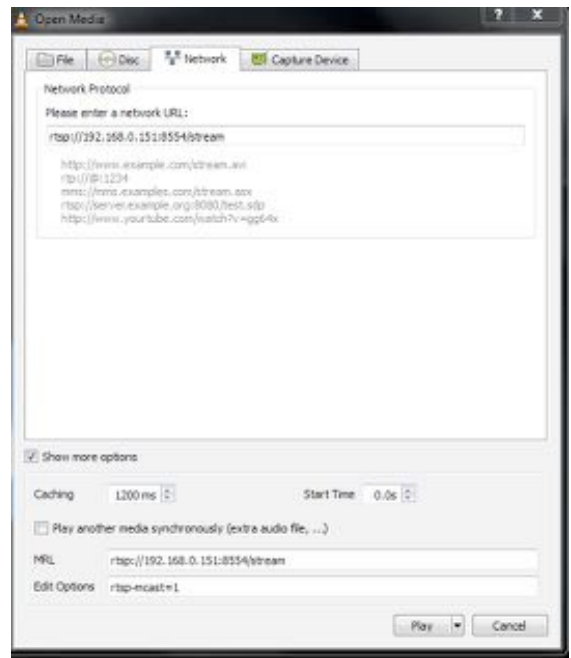 Open Media
? X
File Disc Network Capture Device
Network Protocol
Please enter a network URL:
rtsp://192.168.0.151:8554/stream
http://www.example.com/stream.avi
rtp://@:1234
mms://mms.examples.com/stream.asx
rtsp://server.example.org:8080/test.sdp
http://www.yourtube.com/watch?v=gg64x
Show more options
Caching 1200 ms Start Time 0.0s
Play another media synchronously (extra audio file, ...)
MRL rtsp://192.168.0.151:8554/stream
Edit Options rtsp-mcast=1
Play Cancel